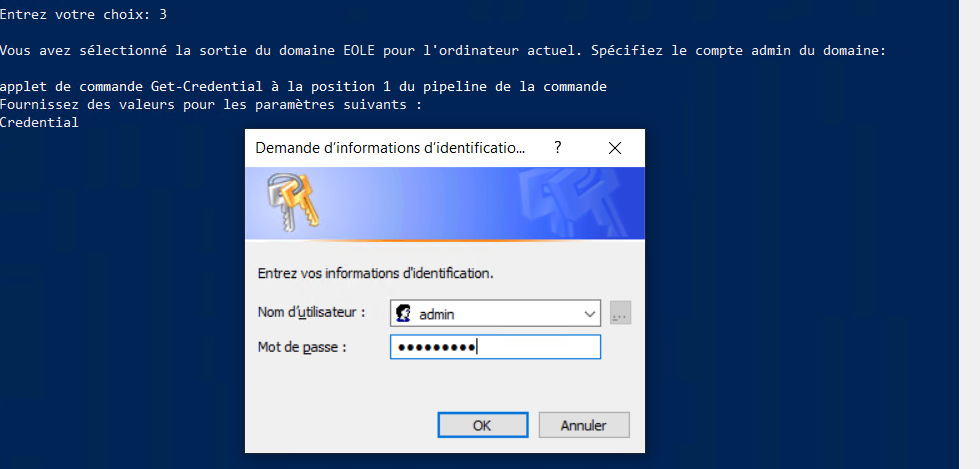 Entrez votre choix: 3
Vous avez sélectionné la sortie du domaine EOLE pour l'ordinateur actuel. Spécifiez le compte admin du domaine:
applet de commande Get-Credential à la position 1 du pipeline de la commande
Fournissez des valeurs pour les paramètres suivants :
Credential
Demande d'informations d'identificatio... ?
Entrez vos informations d'identification.
Nom d'utilisateur : admin ...
Mot de passe : •••••••••
OK Annuler